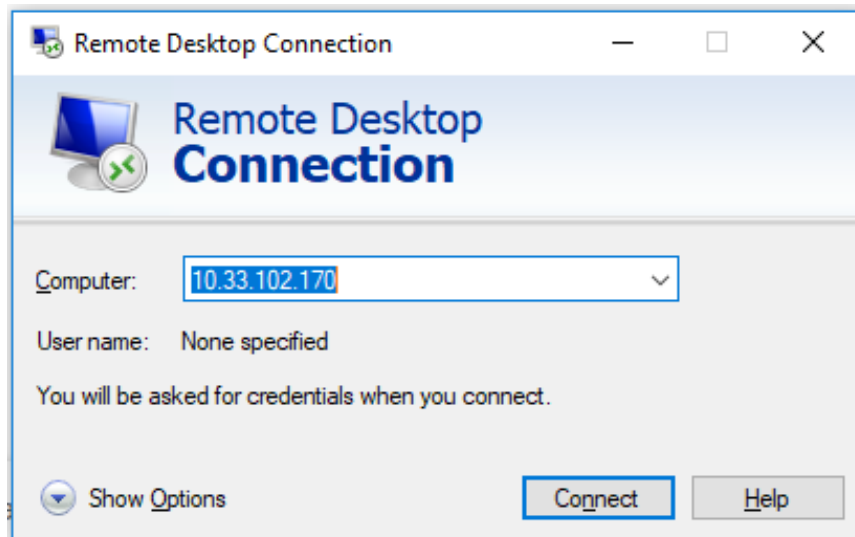 Remote Desktop Connection
Remote Desktop
Connection
Computer: 10.33.102.170
User name: None specified
You will be asked for credentials when you connect.
Show Options Connect Help